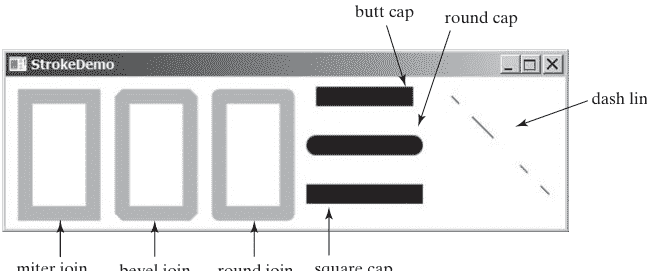 butt cap
round cap
StrokeDemo
dash lin
miter join
bevel join
round join
square cap